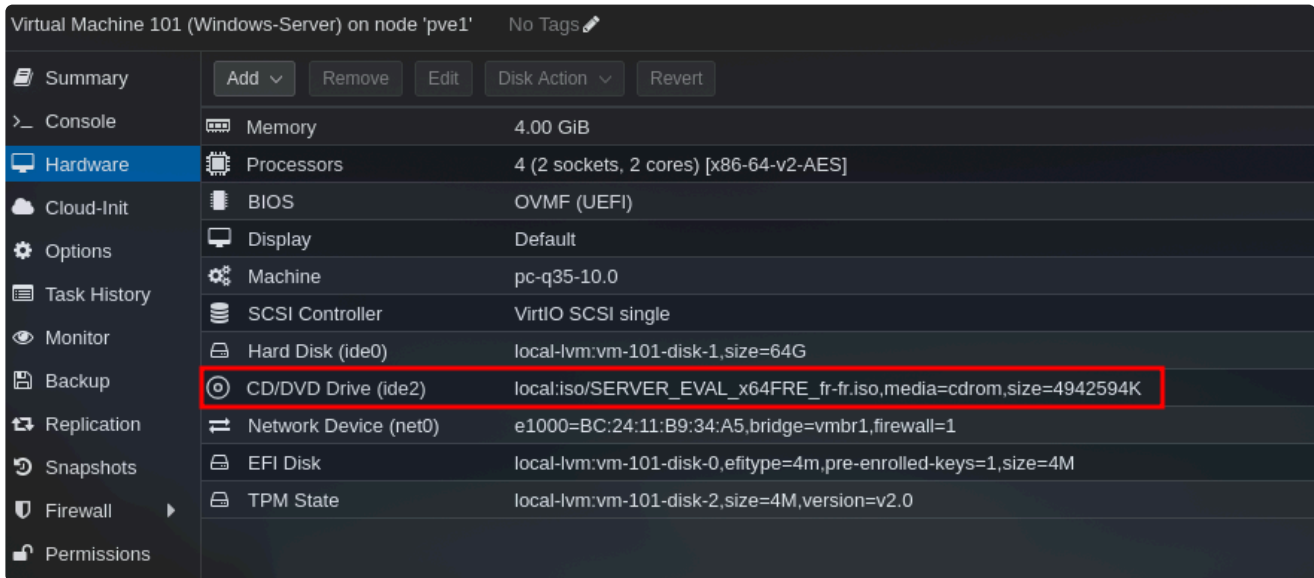 Virtual Machine 101 (Windows-Server) on node 'pve1' No Tags
Summary
Console
Hardware
Cloud-Init
Options
Task History
Monitor
Backup
Replication
Snapshots
Firewall
Permissions
Add Remove Edit Disk Action Revert
Memory 4.00 GiB
Processors 4 (2 sockets, 2 cores) [x86-64-v2-AES]
BIOS OVMF (UEFI)
Display Default
Machine pc-q35-10.0
SCSI Controller VirtIO SCSI single
Hard Disk (ide0) local-lvm:vm-101-disk-1,size=64G
CD/DVD Drive (ide2) local:iso/SERVER_EVAL_x64FRE_fr-fr.iso,media=cdrom,size=4942594K
Network Device (net0) e1000=BC:24:11:B9:34:A5,bridge=vmbr1,firewall=1
EFI Disk local-lvm:vm-101-disk-0,efitype=4m,pre-enrolled-keys=1,size=4M
TPM State local-lvm:vm-101-disk-2,size=4M,version=v2.0